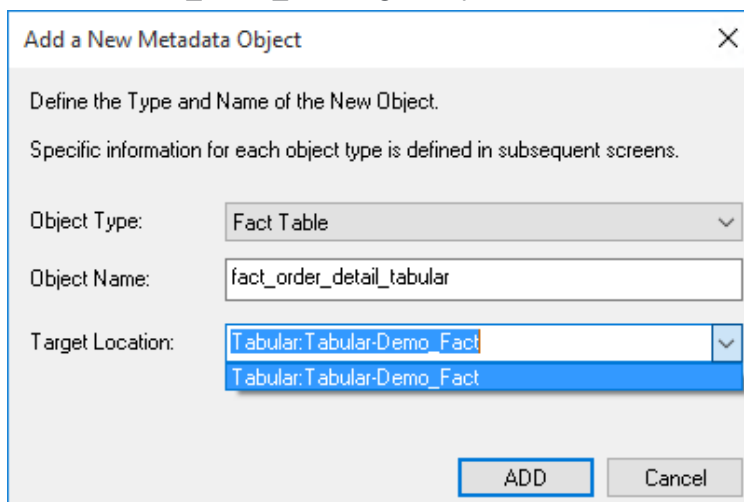 Add a New Metadata Object
Define the Type and Name of the New Object.
Specific information for each object type is defined in subsequent screens.
Object Type: Fact Table
Object Name: fact_order_detail_tabular
Target Location: Tabular:Tabular-Demo_Fact
Tabular:Tabular-Demo_Fact
ADD Cancel